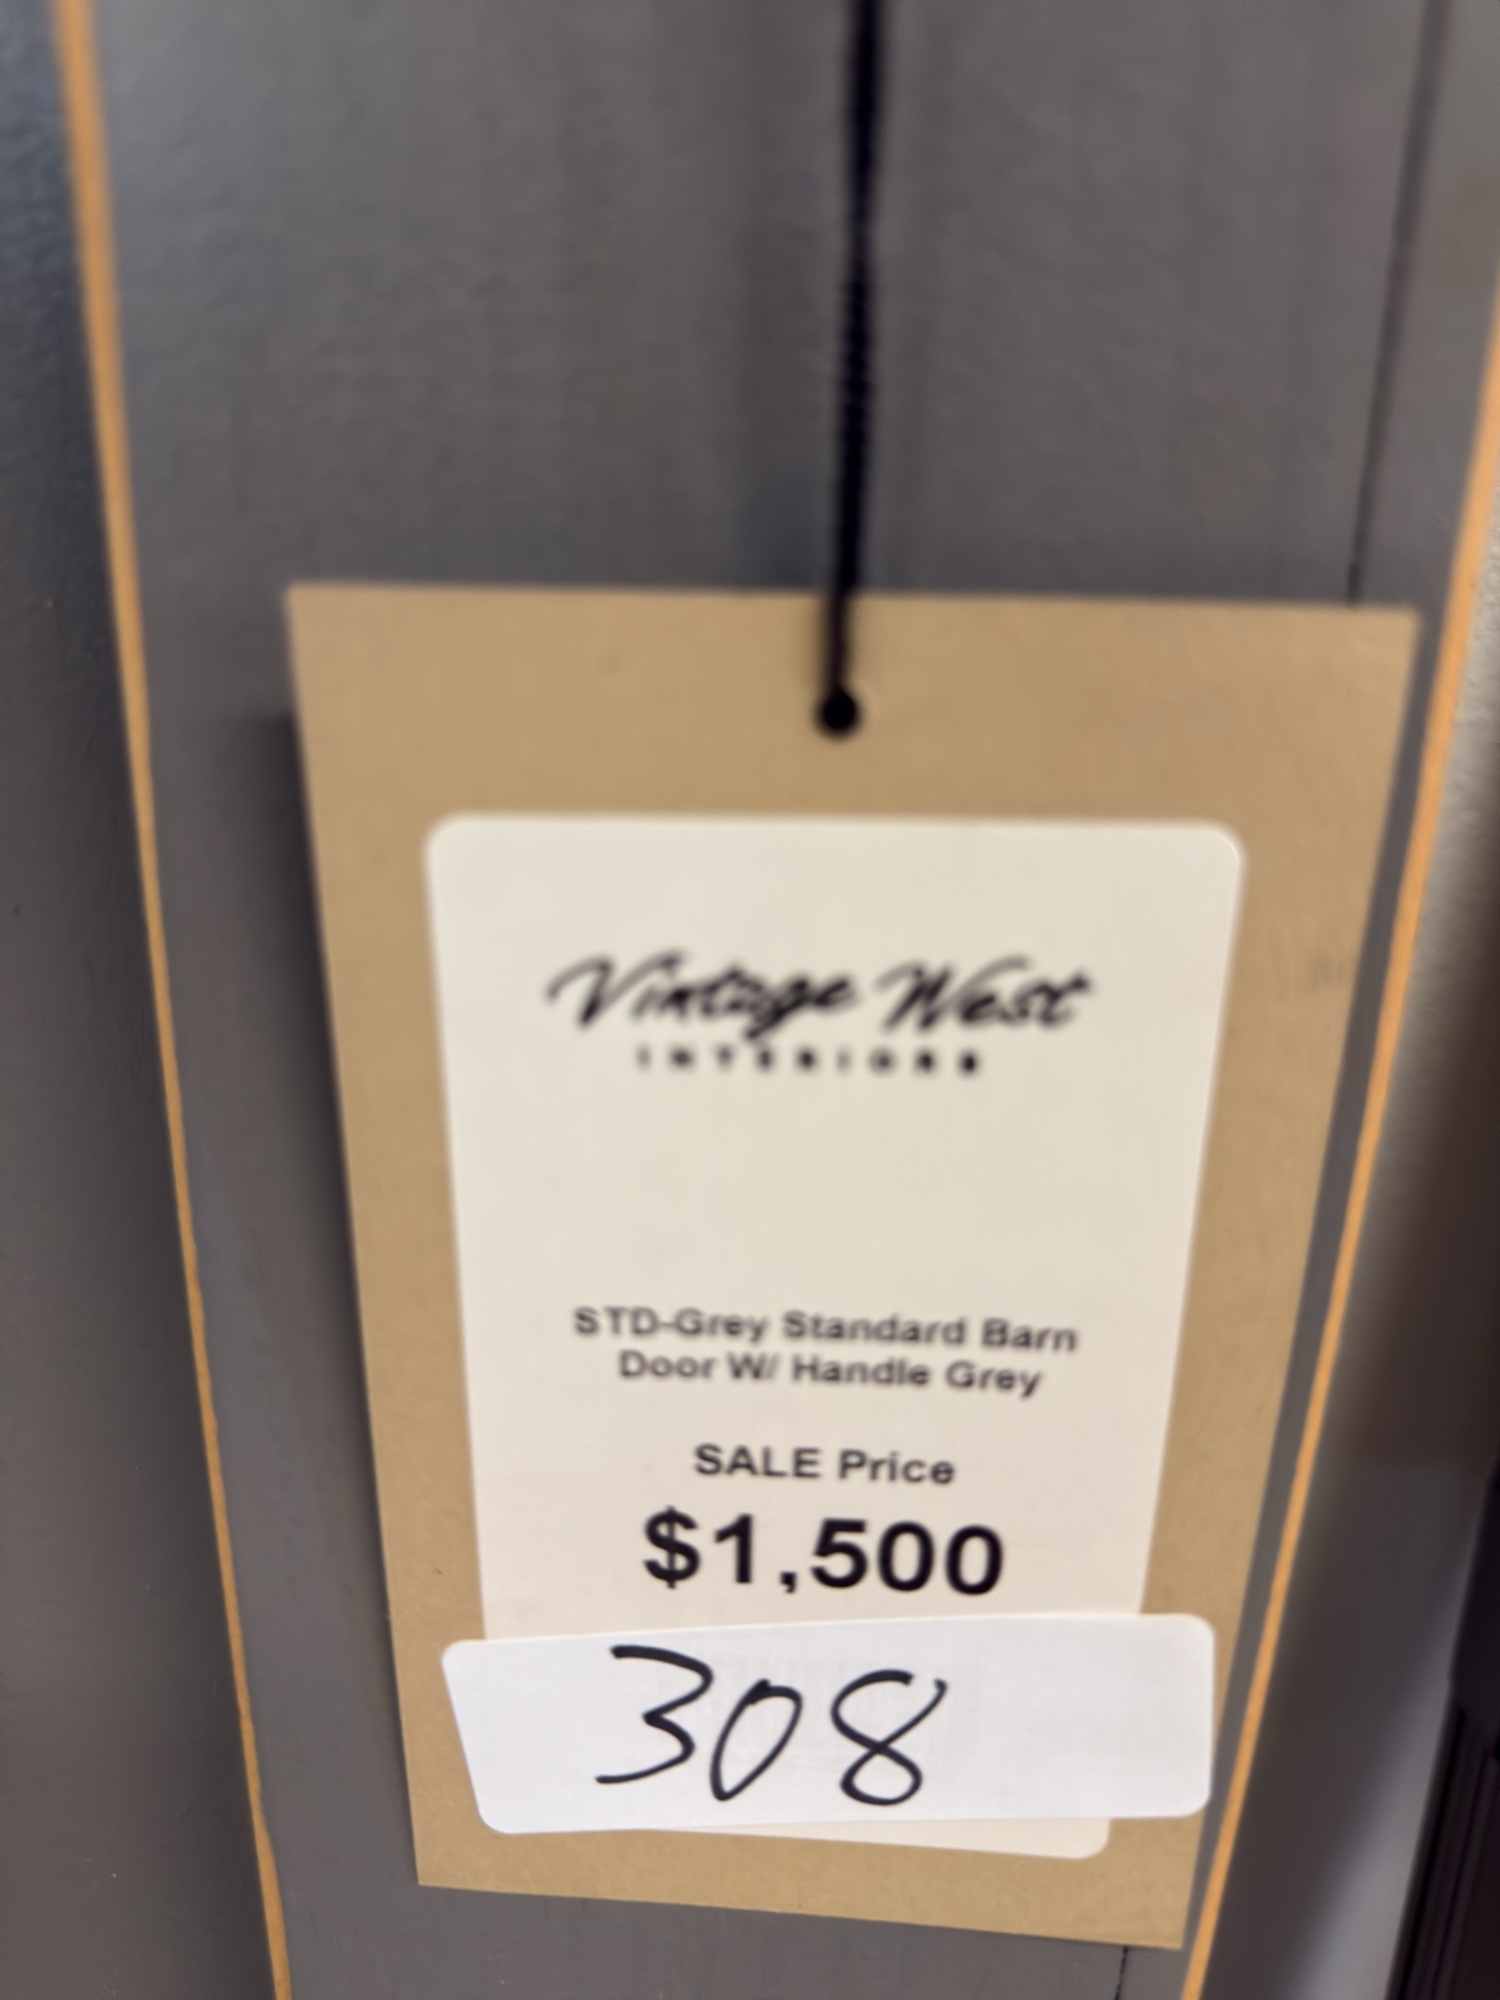 Vintage West
INTERIORS
STD-Grey Standard Barn
Door W/ Handle Grey
SALE Price
$1,500
308